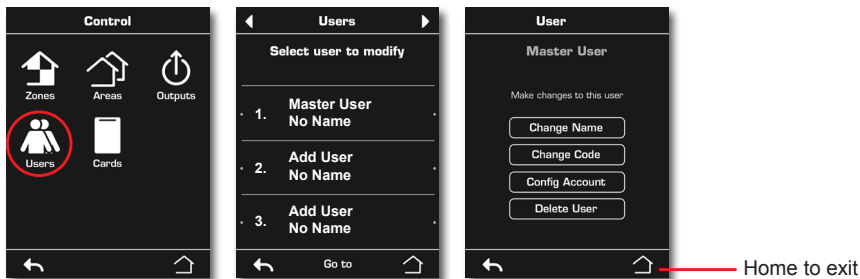 Control
Zones
Areas
Outputs
Users
Cards
Users
Select user to modify
1. Master User
No Name
2. Add User
No Name
3. Add User
No Name
Go to
User
Master User
Make changes to this user
Change Name
Change Code
Config Account
Delete User
Home to exit